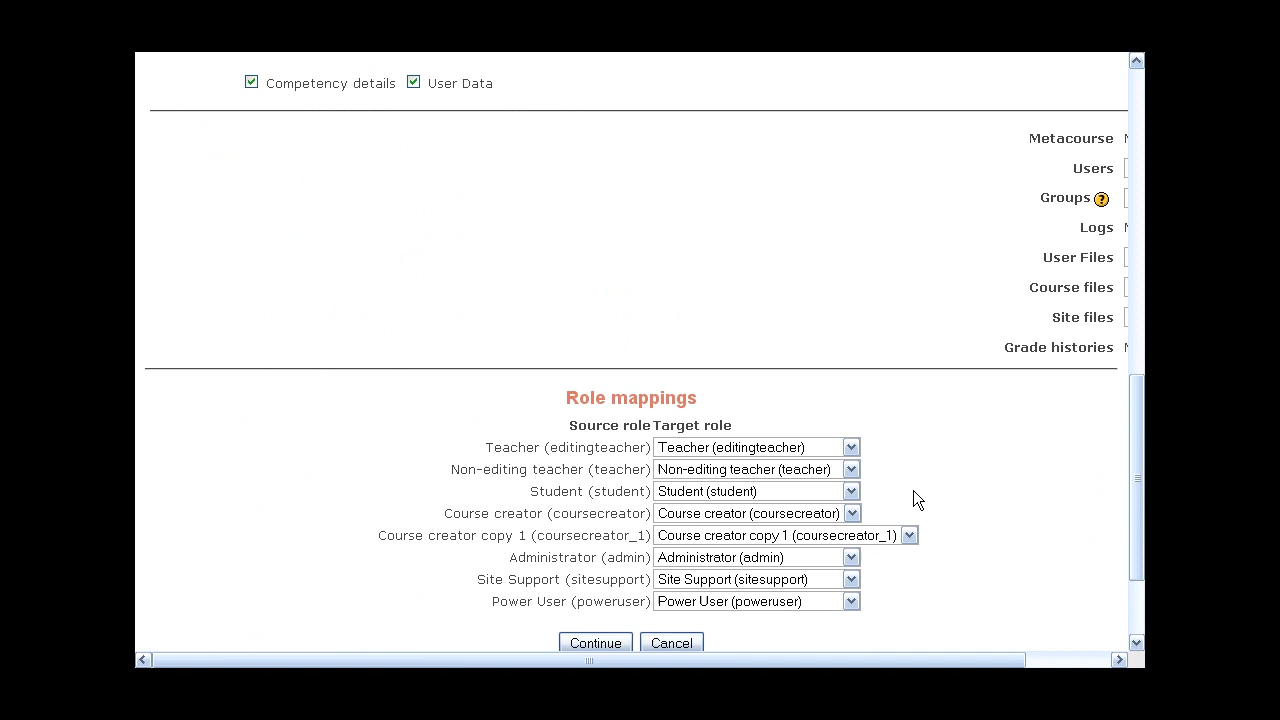 Competency details User Data
Metacourse
Users
Groups ?
Logs
User Files
Course files
Site files
Grade histories
Role mappings
Source role Target role
Teacher (editingteacher) Teacher (editingteacher)
Non-editing teacher (teacher) Non-editing teacher (teacher)
Student (student) Student (student)
Course creator (coursecreator) Course creator (coursecreator)
Course creator copy 1 (coursecreator_1) Course creator copy 1 (coursecreator_1)
Administrator (admin) Administrator (admin)
Site Support (sitesupport) Site Support (sitesupport)
Power User (poweruser) Power User (poweruser)
Continue Cancel